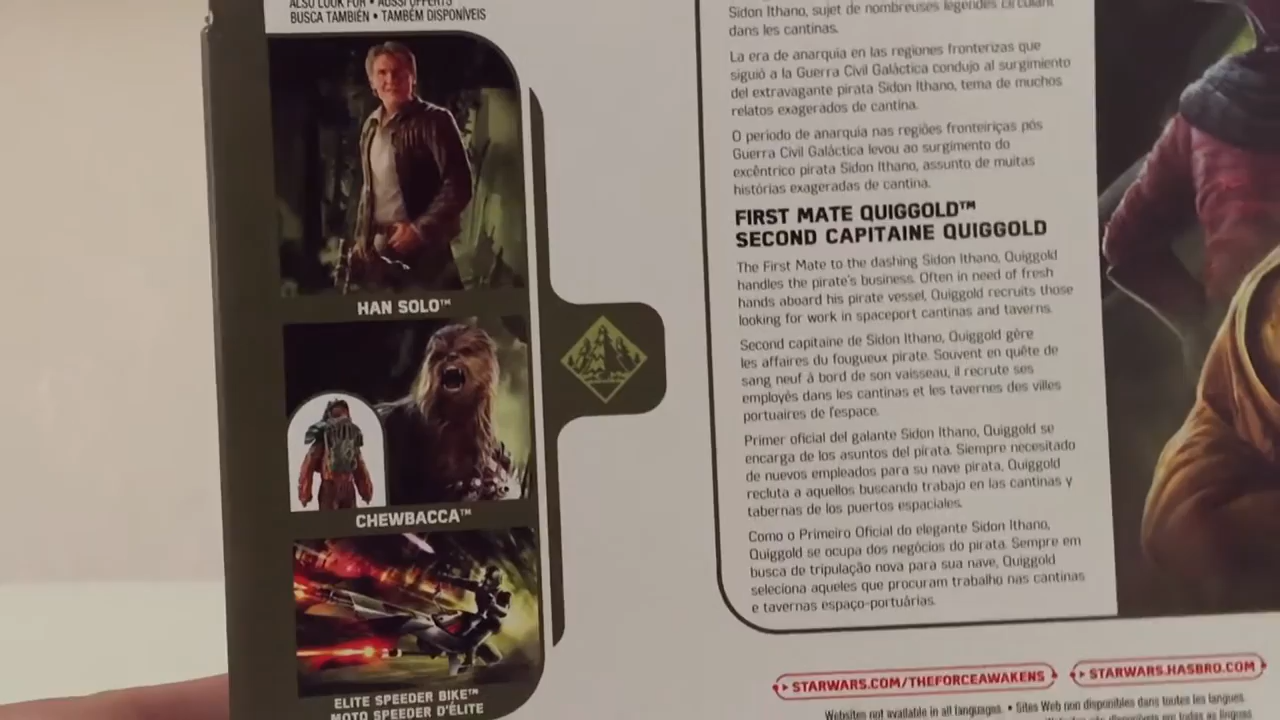 ALSO LOOK FOR • AUSSI OFFERTS
BUSCA TAMBIÉN • TAMBÉM DISPONÍVEIS
HAN SOLO™
CHEWBACCA™
ELITE SPEEDER BIKE™
MOTO SPEEDER D'ÉLITE
Sidon Ithano, sujet de nombreuses légendes circulant
dans les cantinas.
La era de anarquia en las regiones fronterizas que
siguió a la Guerra Civil Galáctica condujo al surgimiento
del extravagante pirata Sidon Ithano, tema de muchos
relatos exagerados de cantina.
O período de anarquia nas regiões fronteiriças pós
Guerra Civil Galáctica levou ao surgimento do
excêntrico pirata Sidon Ithano, assunto de muitas
histórias exageradas de cantina.
FIRST MATE QUIGGOLD™
SECOND CAPITAINE QUIGGOLD
The First Mate to the dashing Sidon Ithano, Quiggold
handles the pirate's business. Often in need of fresh
hands aboard his pirate vessel, Quiggold recruits those
looking for work in spaceport cantinas and taverns.
Second capitaine de Sidon Ithano, Quiggold gère
les affaires du fougueux pirate. Souvent en quête de
sang neuf à bord de son vaisseau, il recrute ses
employés dans les cantinas et les tavernes des villes
portuaires de l'espace.
Primer oficial del galante Sidon Ithano, Quiggold se
encarga de los asuntos del pirata. Siempre necesitado
de nuevos empleados para su nave pirata, Quiggold
recluta a aquellos buscando trabajo en las cantinas y
tabernas de los puertos espaciales.
Como o Primeiro Oficial do elegante Sidon Ithano,
Quiggold se ocupa dos negócios do pirata. Sempre em
busca de tripulação nova para sua nave, Quiggold
seleciona aqueles que procuram trabalho nas cantinas
e tavernas espaço-portuárias.
STARWARS.COM/THEFORCEAWAKENS
STARWARS.HASBRO.COM
Websites not available in all languages. • Sites Web non disponibles dans toutes les langues.